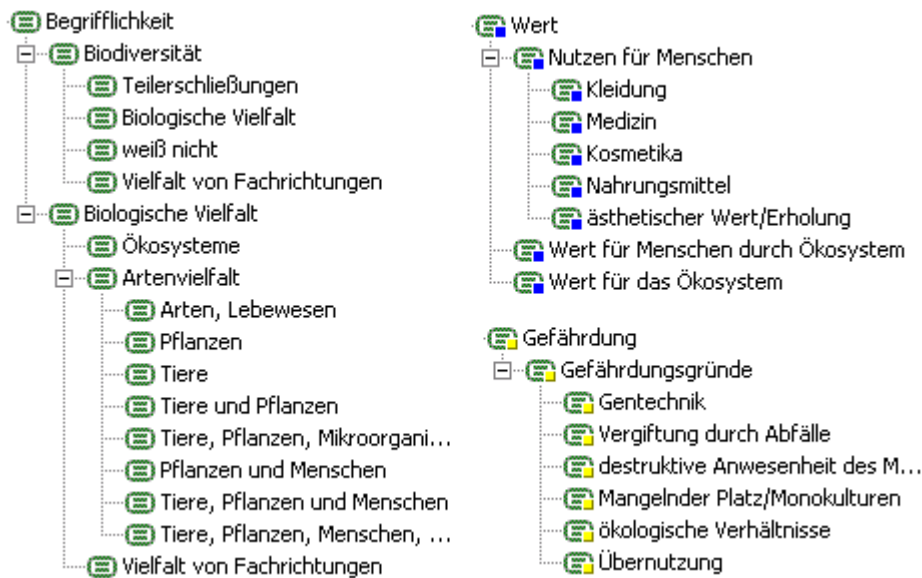 Begrifflichkeit
Biodiversität
Teilerschließungen
Biologische Vielfalt
weiß nicht
Vielfalt von Fachrichtungen
Biologische Vielfalt
Ökosysteme
Artenvielfalt
Arten, Lebewesen
Pflanzen
Tiere
Tiere und Pflanzen
Tiere, Pflanzen, Mikroorgani...
Pflanzen und Menschen
Tiere, Pflanzen und Menschen
Tiere, Pflanzen, Menschen, ...
Vielfalt von Fachrichtungen
Wert
Nutzen für Menschen
Kleidung
Medizin
Kosmetika
Nahrungsmittel
ästhetischer Wert/Erholung
Wert für Menschen durch Ökosystem
Wert für das Ökosystem
Gefährdung
Gefährdungsgründe
Gentechnik
Vergiftung durch Abfälle
destruktive Anwesenheit des M...
Mangelnder Platz/Monokulturen
ökologische Verhältnisse
Übernutzung